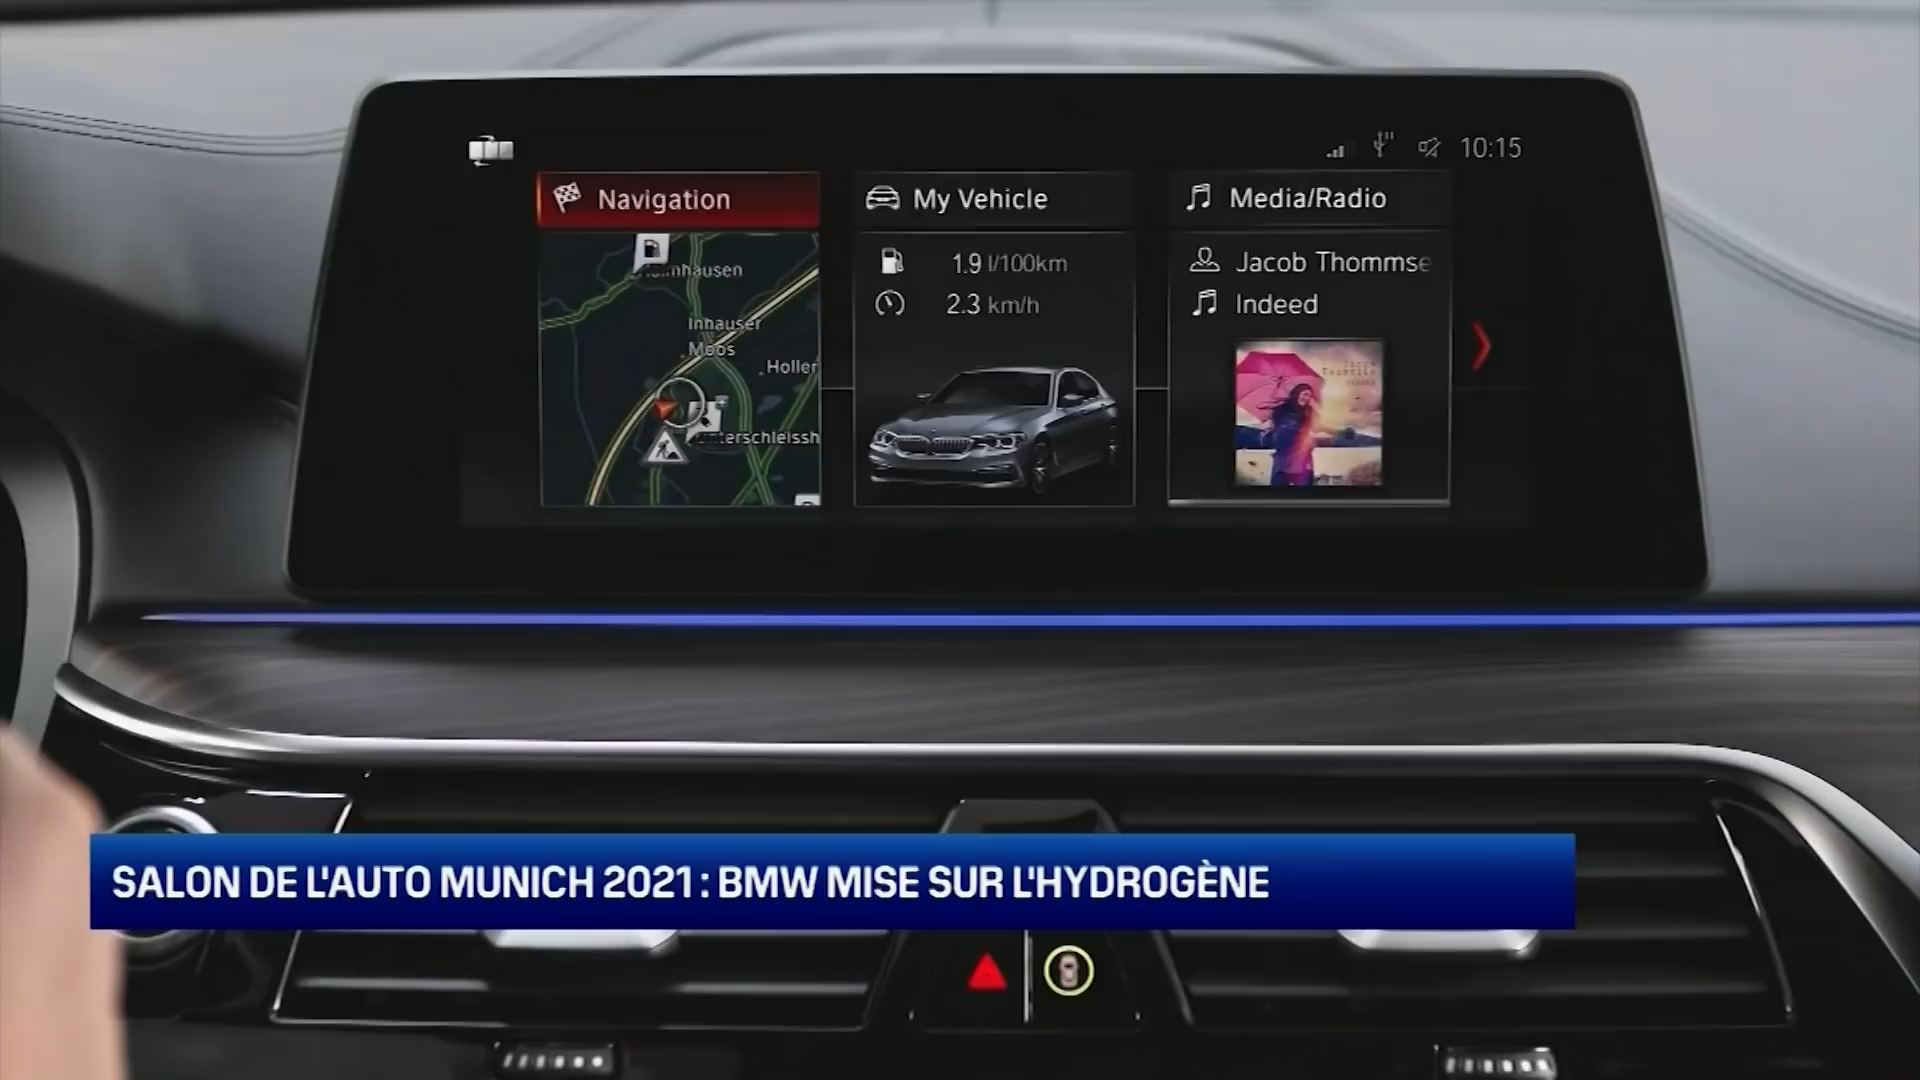 10:15
Navigation
My Vehicle
Media/Radio
Inhauser
Moos
Holler
1.9 l/100km
2.3 km/h
Jacob Thommse
Indeed
SALON DE L'AUTO MUNICH 2021 : BMW MISE SUR L'HYDROGÈNE